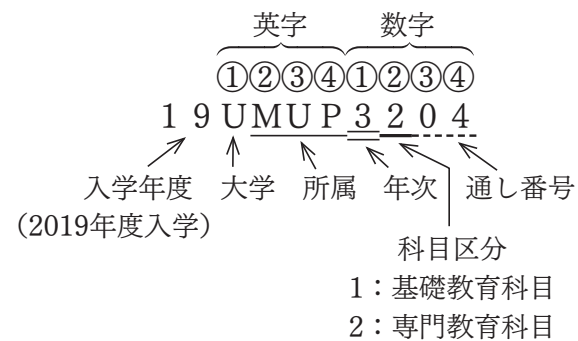 英字 数字
①②③④①②③④
19UMUP3204
入学年度 大学 所属 年次 通し番号
(2019年度入学)
科目区分
1：基礎教育科目
2：専門教育科目